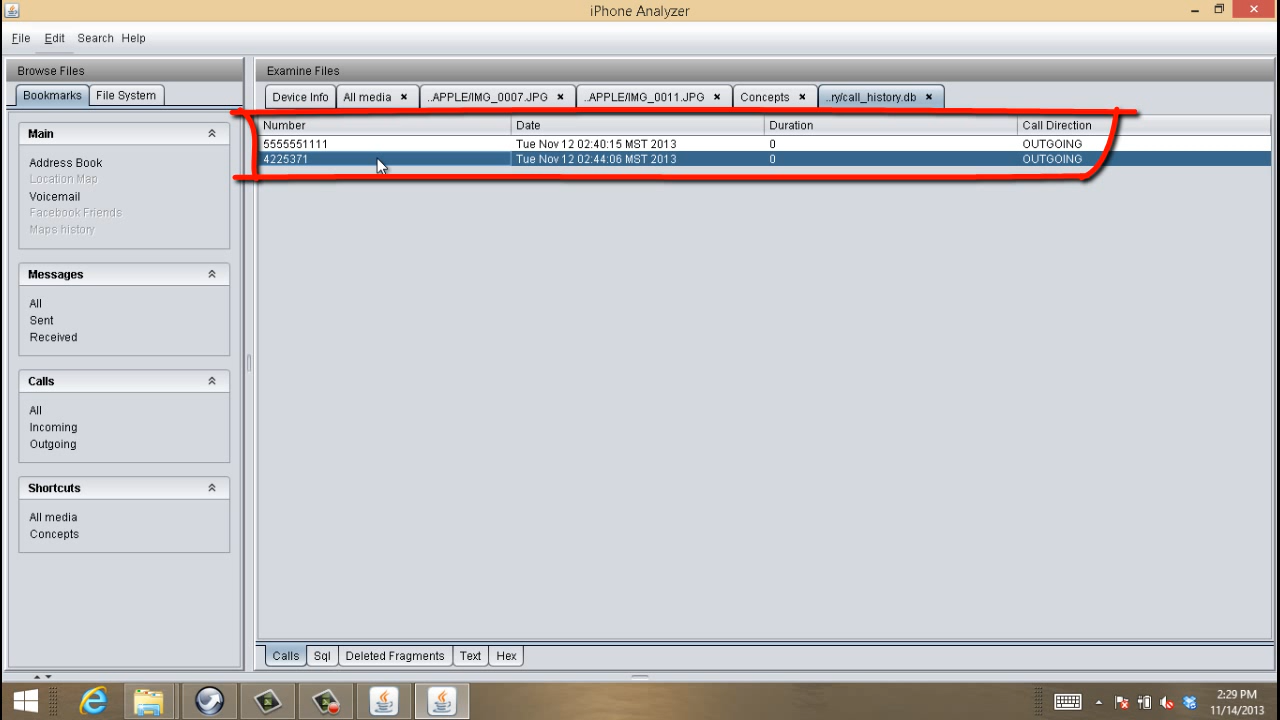 iPhone Analyzer
File Edit Search Help
Browse Files
Bookmarks File System
Main
Address Book
Location Map
Voicemail
Facebook Friends
Maps history
Messages
All
Sent
Received
Calls
All
Incoming
Outgoing
Shortcuts
All media
Concepts
Examine Files
Device Info All media ..APPLE/IMG_0007.JPG ..APPLE/IMG_0011.JPG Concepts ..ry/call_history.db
Number Date Duration Call Direction
5555551111 Tue Nov 12 02:40:15 MST 2013 0 OUTGOING
4225371 Tue Nov 12 02:44:06 MST 2013 0 OUTGOING
Calls Sql Deleted Fragments Text Hex
2:29 PM
11/14/2013